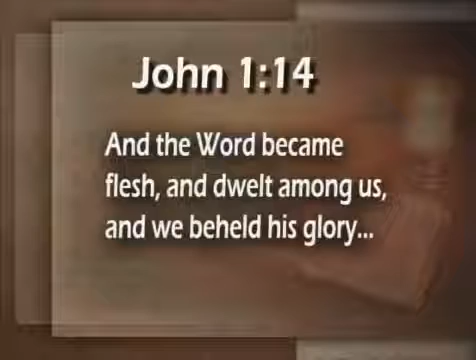 John 1:14
And the Word became
flesh, and dwelt among us,
and we beheld his glory...